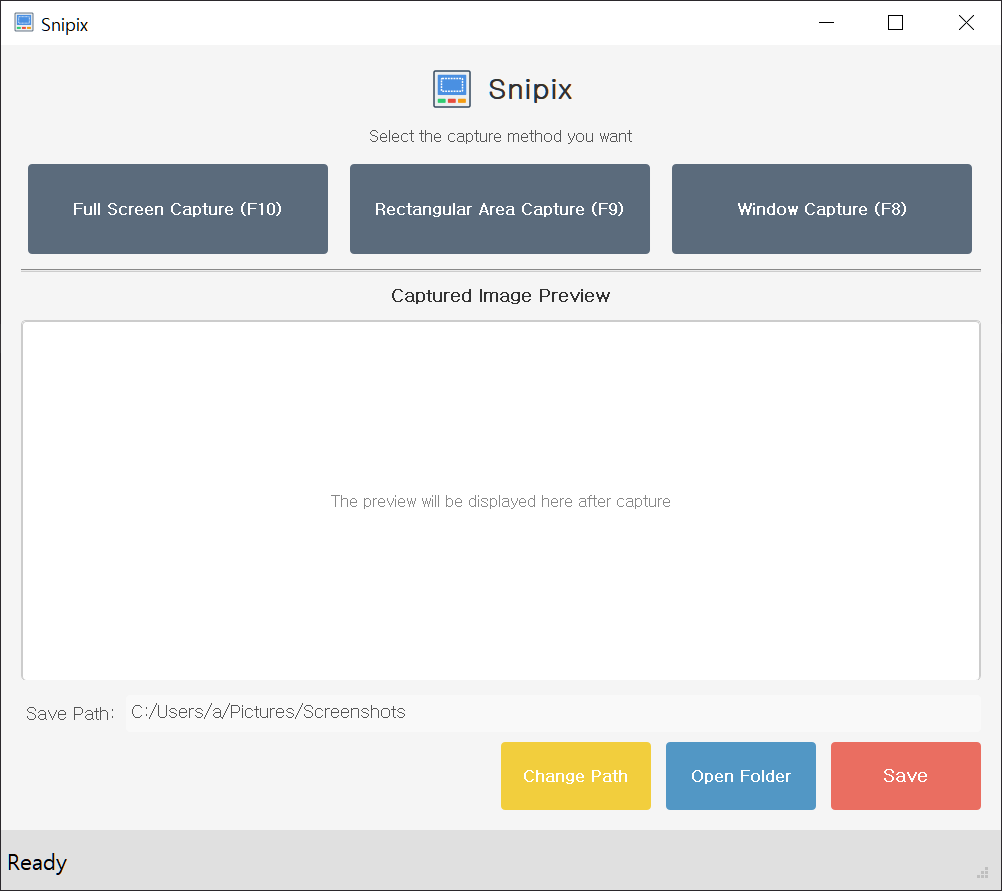 Snipix
Snipix
Select the capture method you want
Full Screen Capture (F10)
Rectangular Area Capture (F9)
Window Capture (F8)
Captured Image Preview
The preview will be displayed here after capture
Save Path: C:/Users/a/Pictures/Screenshots
Change Path
Open Folder
Save
Ready